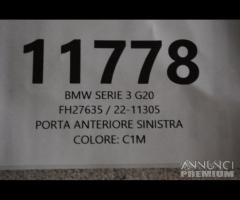 11778
BMW SERIE 3 G20
FH27635 / 22-11305
PORTA ANTERIORE SINISTRA
COLORE: C1M
ANNUNCI
PREMIUM